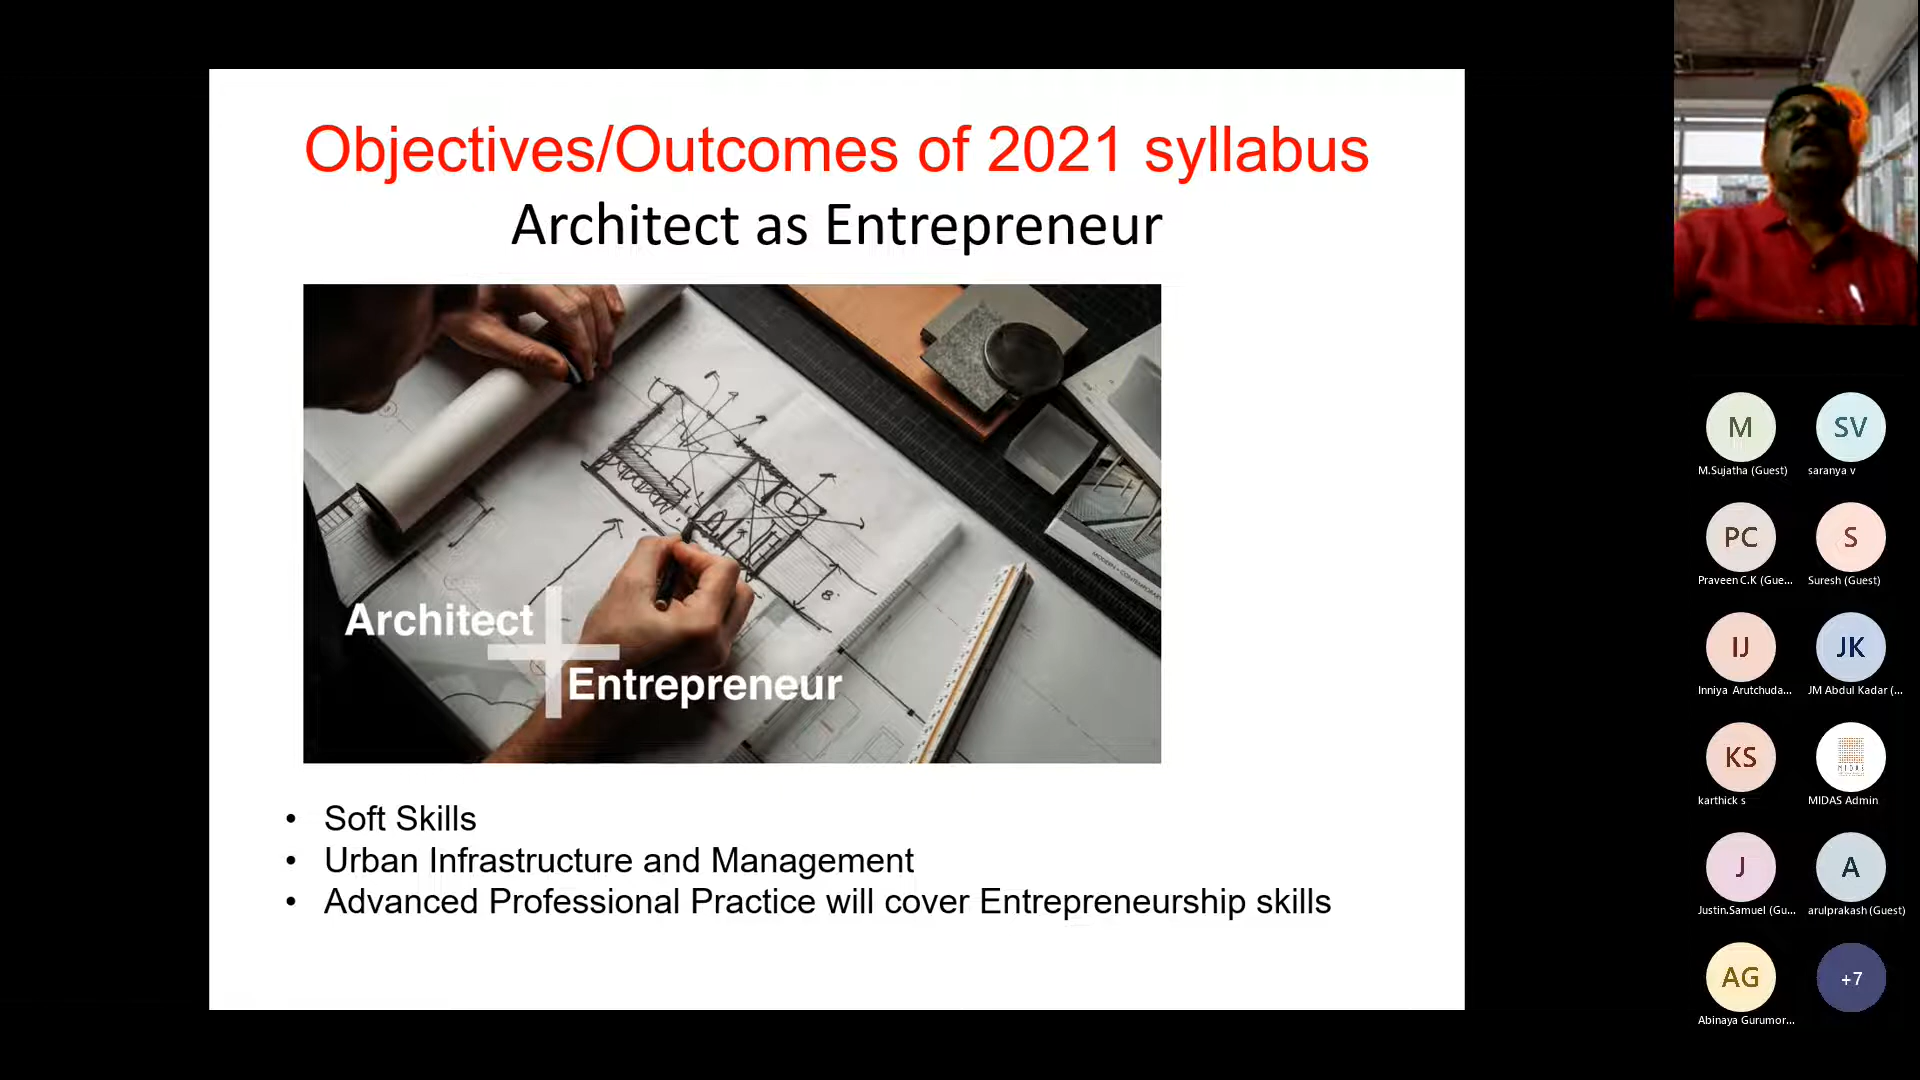 Objectives/Outcomes of 2021 syllabus
Architect as Entrepreneur
Architect
Entrepreneur
8'
• Soft Skills
• Urban Infrastructure and Management
• Advanced Professional Practice will cover Entrepreneurship skills
M
SV
M.Sujatha (Guest)
saranya v
PC
S
Praveen C.K (Gue...
Suresh (Guest)
IJ
JK
Inniya Arutchuda...
JM Abdul Kadar (...
KS
MIDAS
karthick s
MIDAS Admin
J
A
Justin.Samuel (Gu...
arulprakash (Guest)
AG
+7
Abinaya Gurumor...